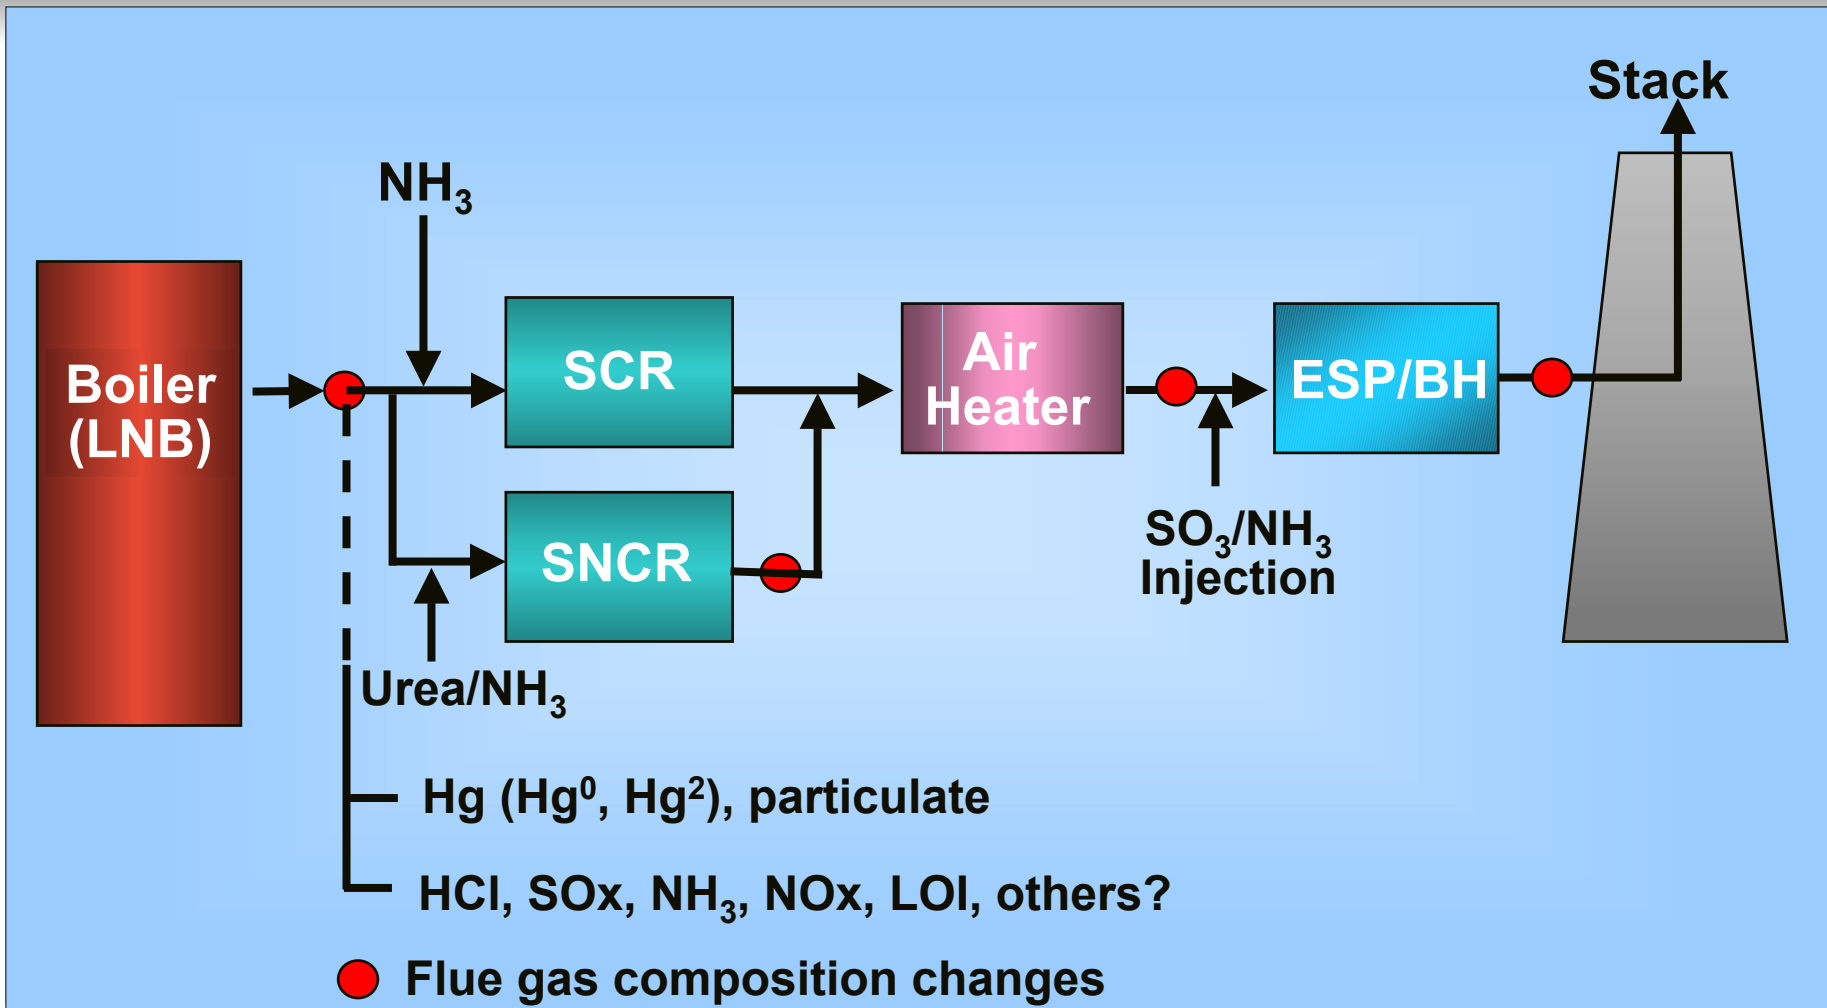 Stack
NH₃
Boiler
(LNB)
SCR
Air
Heater
ESP/BH
SNCR
SO₃/NH₃
Injection
Urea/NH₃
Hg (Hg⁰, Hg²), particulate
HCl, SOx, NH₃, NOx, LOI, others?
Flue gas composition changes